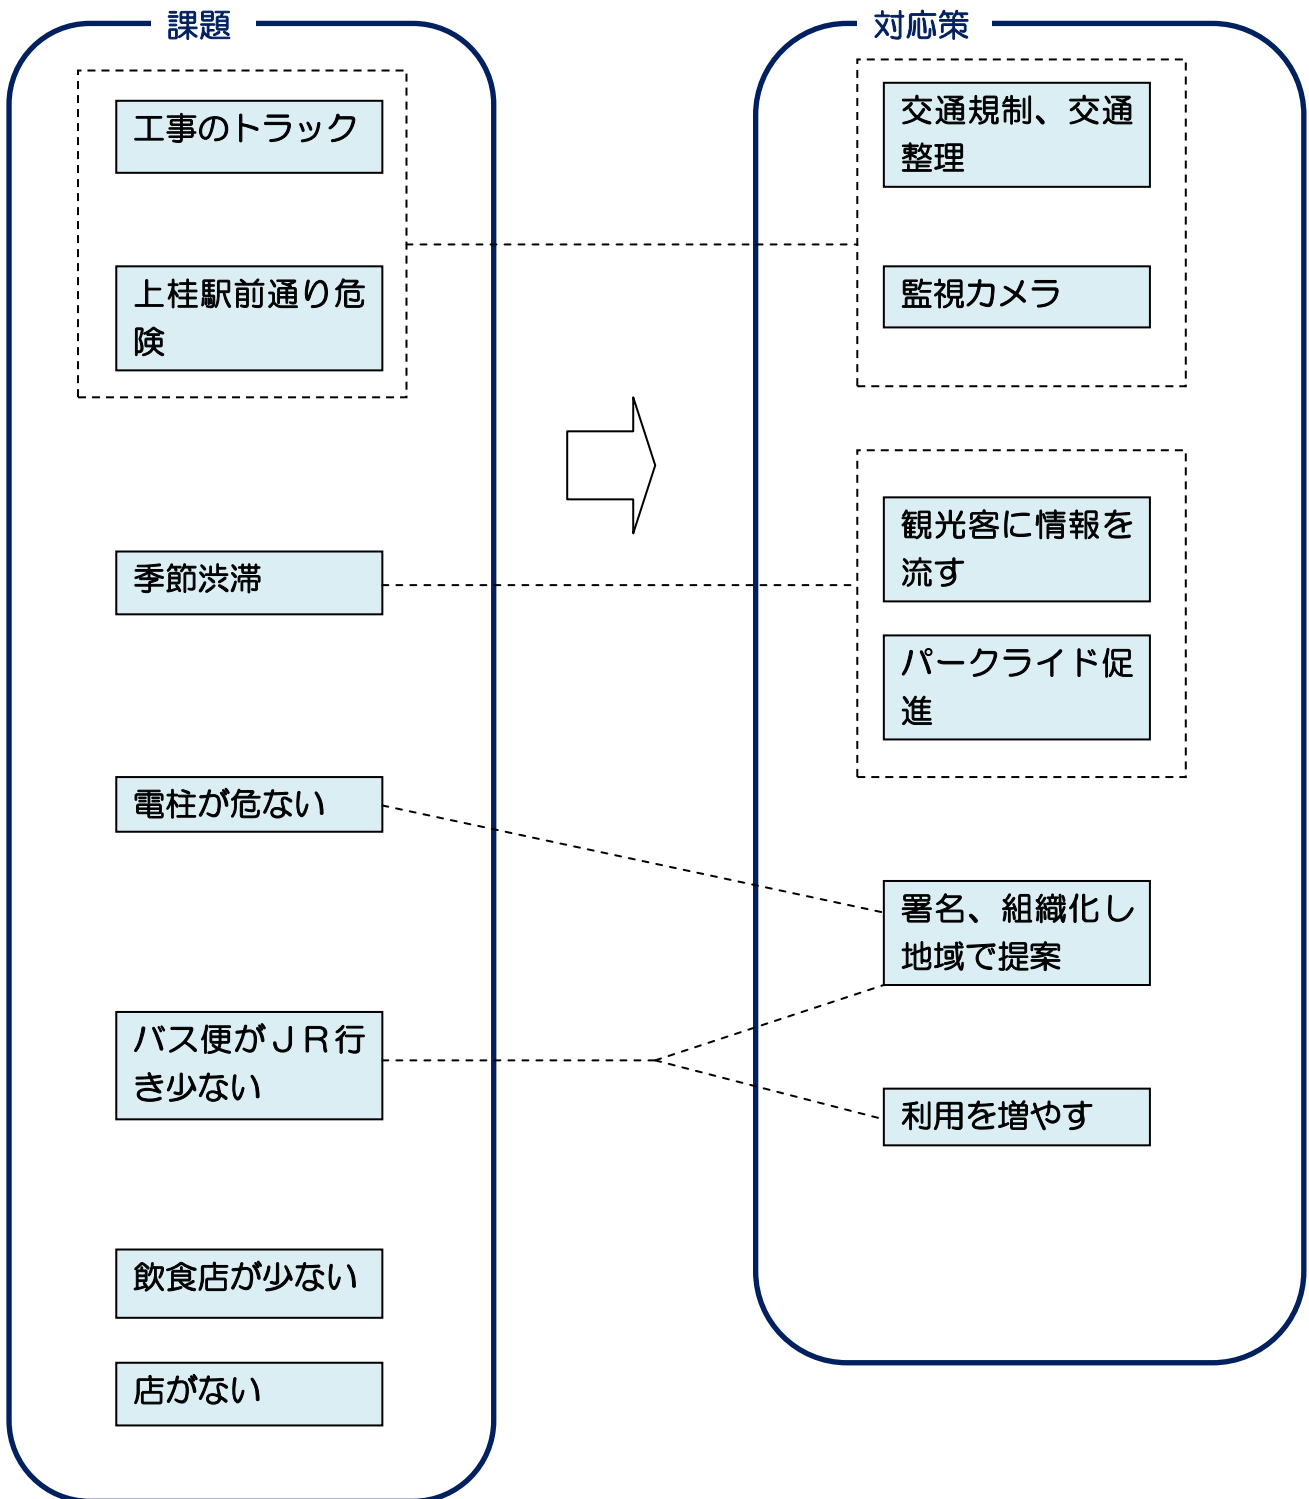 課題
工事のトラック
上桂駅前通り危
険
季節渋滞
電柱が危ない
バス便がＪＲ行
き少ない
飲食店が少ない
店がない
対応策
交通規制、交通
整理
監視カメラ
観光客に情報を
流す
パークライド促
進
署名、組織化し
地域で提案
利用を増やす